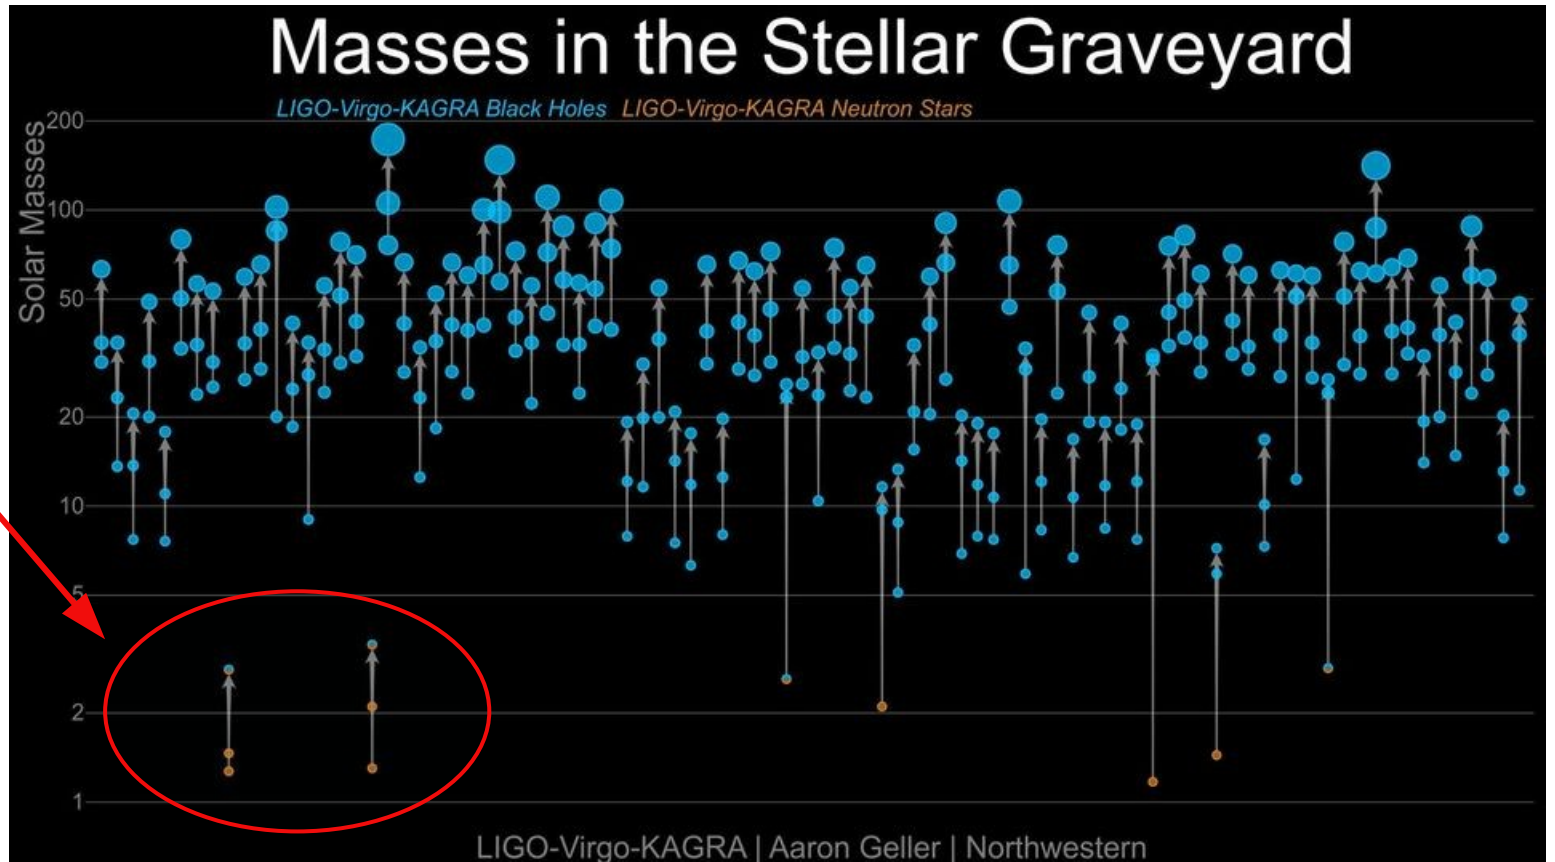 Masses in the Stellar Graveyard
LIGO-Virgo-KAGRA Black Holes LIGO-Virgo-KAGRA Neutron Stars
Solar Masses
200
100
50
20
10
5
2
1
LIGO-Virgo-KAGRA | Aaron Geller | Northwestern